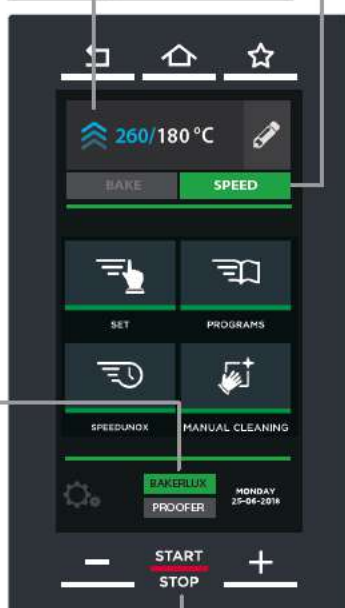 260/180 °C
BAKE SPEED
SET PROGRAMS
SPEEDUNOX MANUAL CLEANING
BAKERLUX
PROOFER
MONDAY
25-06-2018
START
STOP